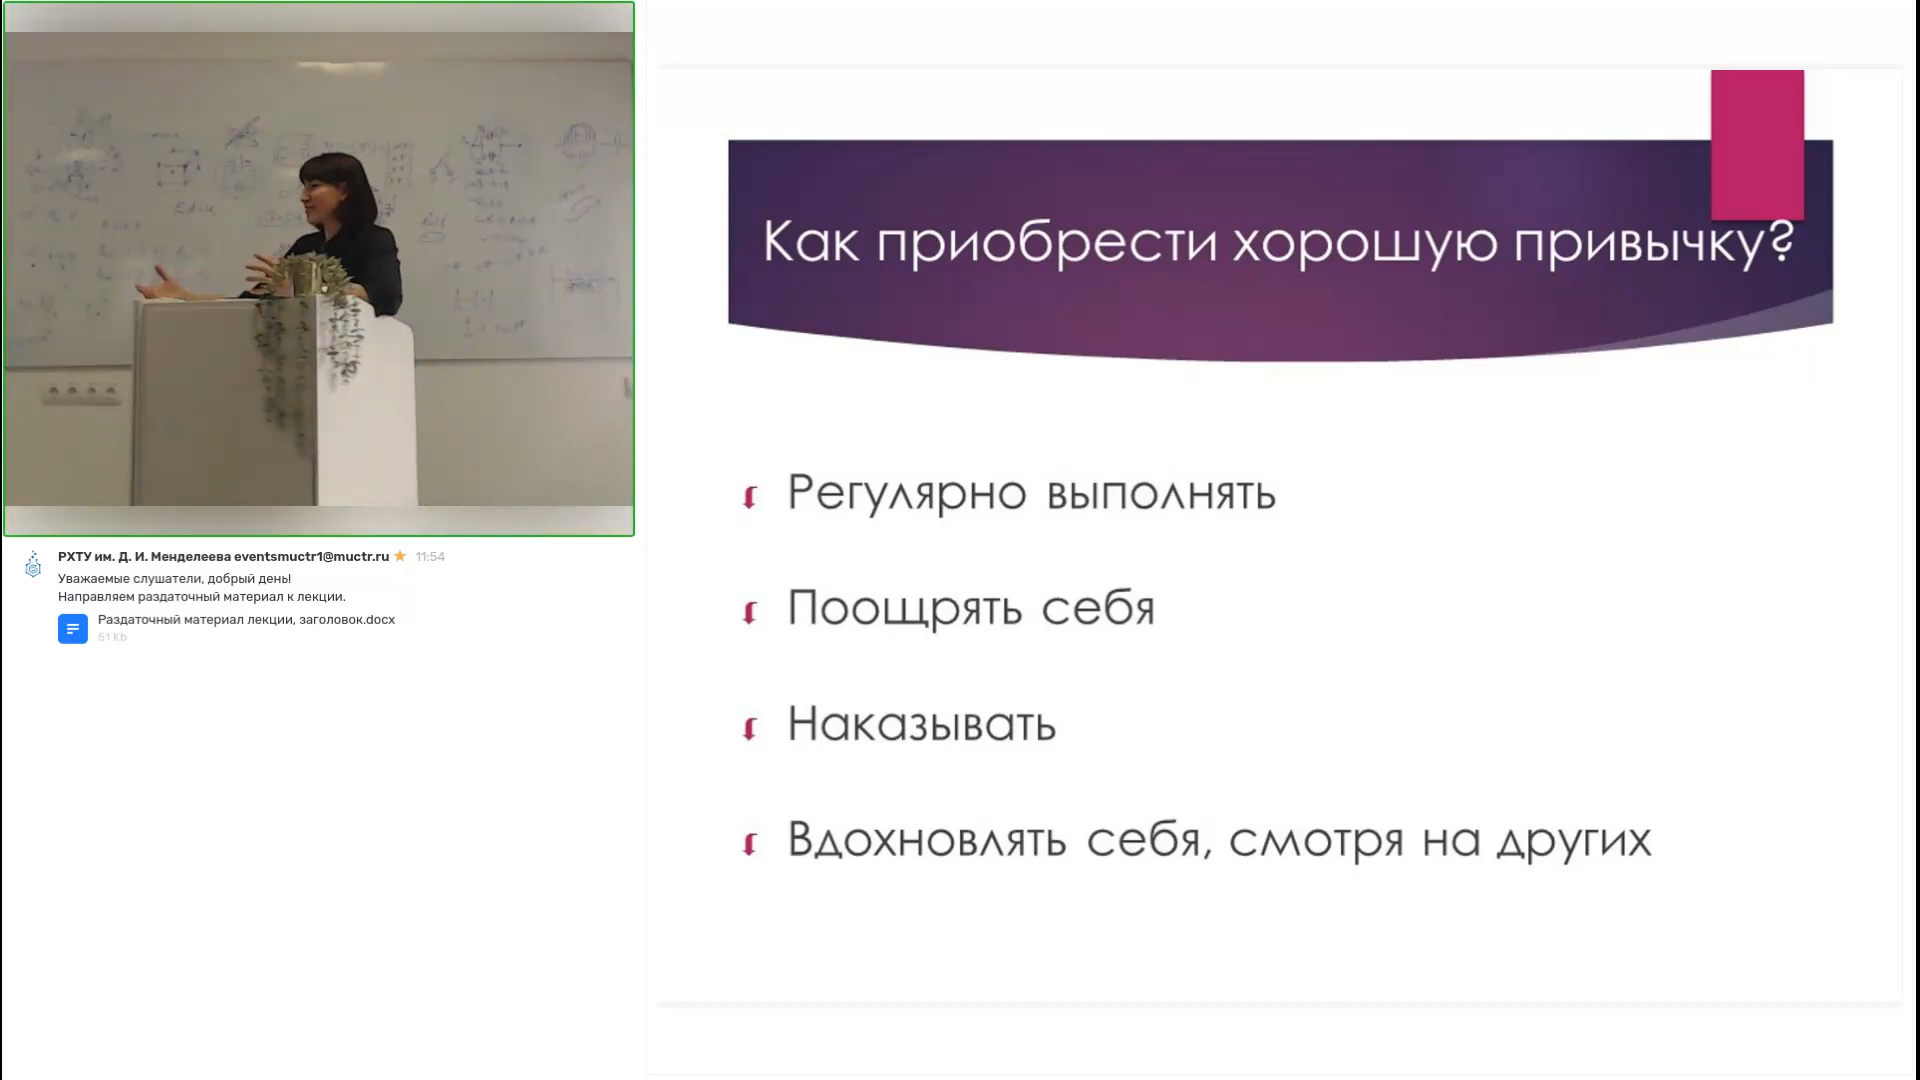 РХТУ им. Д. И. Менделеева eventsmuctr1@muctr.ru 11:54
Уважаемые слушатели, добрый день!
Направляем раздаточный материал к лекции.
Раздаточный материал лекции, заголовок.docx
51 Kb
Как приобрести хорошую привычку?
Регулярно выполнять
Поощрять себя
Наказывать
Вдохновлять себя, смотря на других